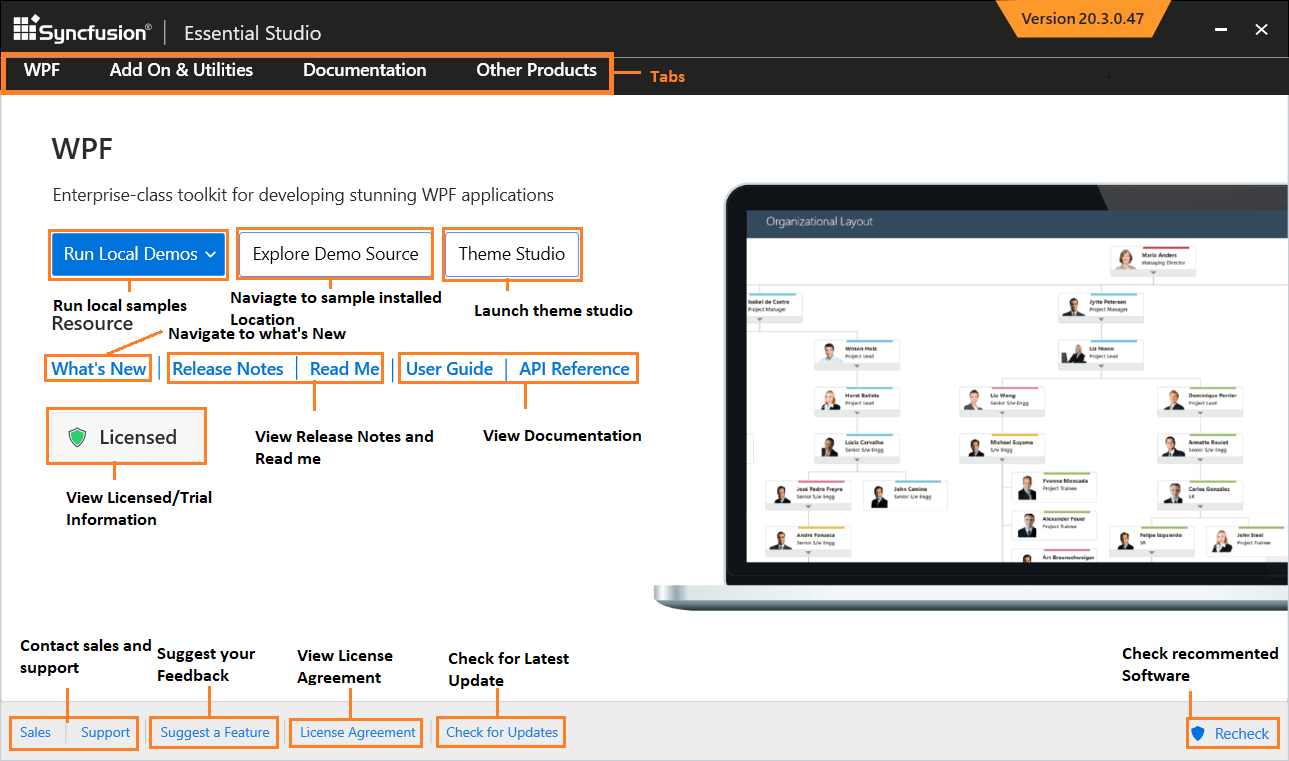 Syncfusion® | Essential Studio
Version 20.3.0.47
WPF
Add On & Utilities
Documentation
Other Products
Tabs
WPF
Enterprise-class toolkit for developing stunning WPF applications
Run Local Demos
Explore Demo Source
Theme Studio
Run local samples
Naviagte to sample installed
Location
Launch theme studio
Resource
Navigate to what's New
What's New
Release Notes
Read Me
User Guide
API Reference
Licensed
View Release Notes and
Read me
View Documentation
View Licensed/Trial
Information
Organizational Layout
Maria Anders
Managing Director
Isabel de Castro
Project Manager
Jytte Petersen
Project Manager
Wilson Holz
Project Lead
Liz Nixon
Project Lead
Horst Batista
Project Lead
Liu Wong
Senior S/w Engg
Dominique Perrier
Project Lead
Lúcia Carvalho
Senior S/w Engg
Michael Suyama
S/w Engg
Annette Roulet
Senior S/w Engg
José Pedro Freyre
Senior S/w Engg
John Camino
Senior S/w Engg
Yvonne Moncada
Project Trainee
Carlos González
SR
Alexander Feuer
Project Trainee
André Fonseca
Senior S/w Engg
Felipe Izquierdo
SR
John Steel
Project Trainee
Art Braunschweiger
Contact sales and
support
Suggest your
Feedback
View License
Agreement
Check for Latest
Update
Check recommented
Software
Sales
Support
Suggest a Feature
License Agreement
Check for Updates
Recheck